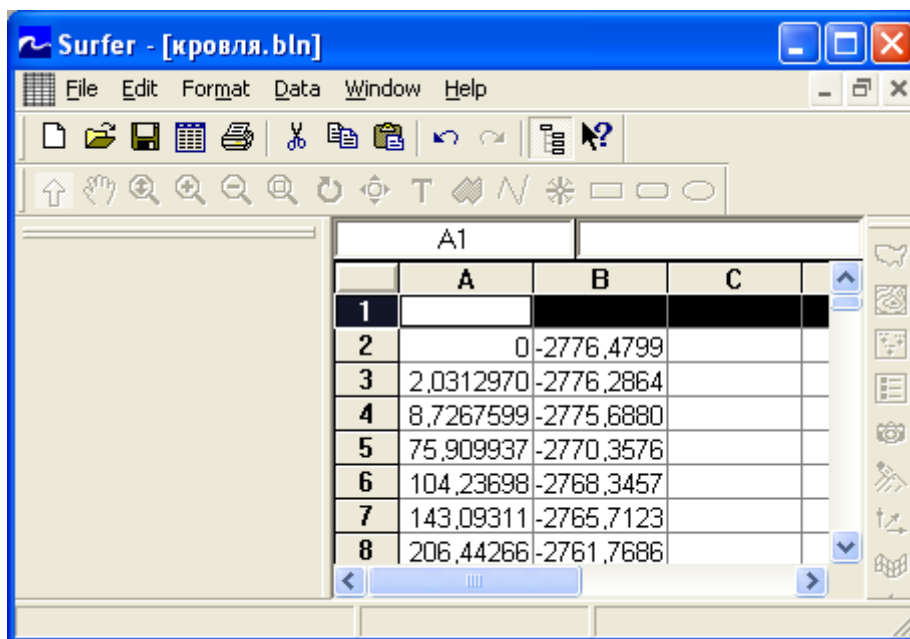 Surfer - [кровля.bln]
File Edit Format Data Window Help
A1
A B C
1
2 0 -2776,4799
3 2,0312970 -2776,2864
4 8,7267599 -2775,6880
5 75,909937 -2770,3576
6 104,23698 -2768,3457
7 143,09311 -2765,7123
8 206,44266 -2761,7686